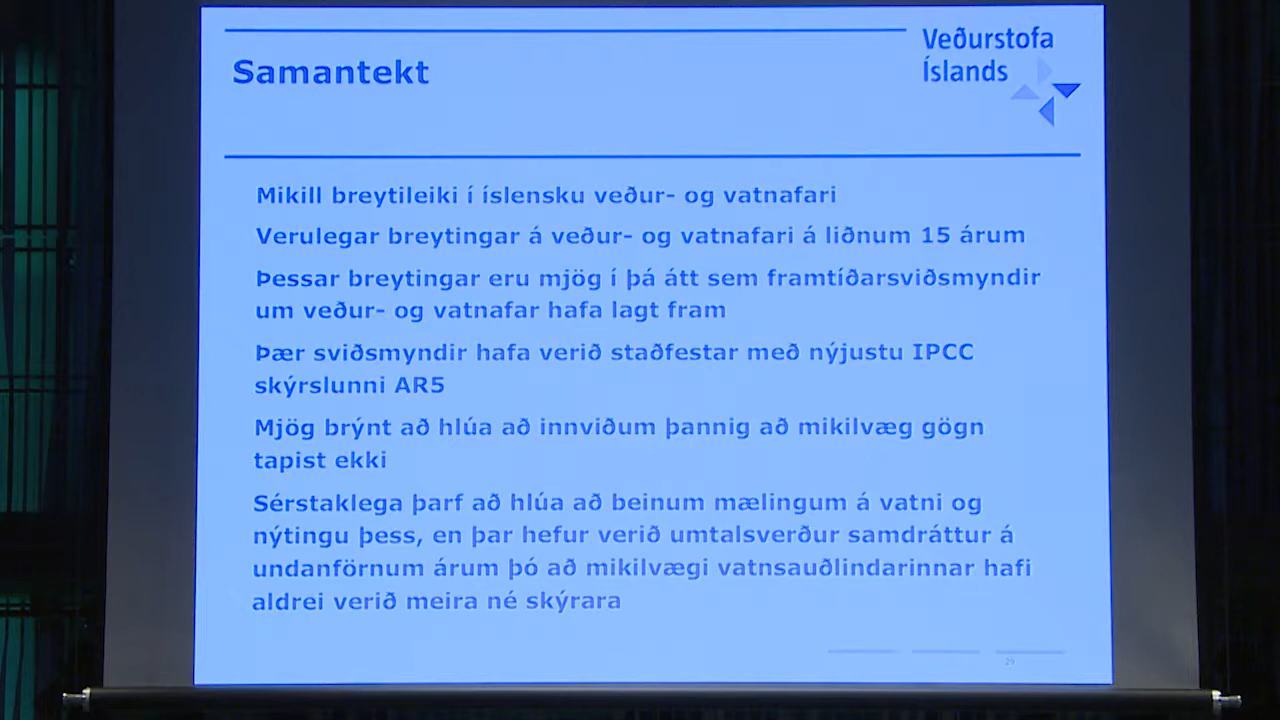 Veðurstofa
Íslands
Samantekt
Mikill breytileiki í íslensku veður- og vatnafari
Verulegar breytingar á veður- og vatnafari á liðnum 15 árum
Þessar breytingar eru mjög í þá átt sem framtíðarsviðsmyndir
um veður- og vatnafar hafa lagt fram
Þær sviðsmyndir hafa verið staðfestar með nýjustu IPCC
skýrslunni AR5
Mjög brýnt að hlúa að innviðum þannig að mikilvæg gögn
tapist ekki
Sérstaklega þarf að hlúa að beinum mælingum á vatni og
nýtingu þess, en þar hefur verið umtalsverður samdráttur á
undanförnum árum þó að mikilvægi vatnsauðlindarinnar hafi
aldrei verið meira né skýrara
29